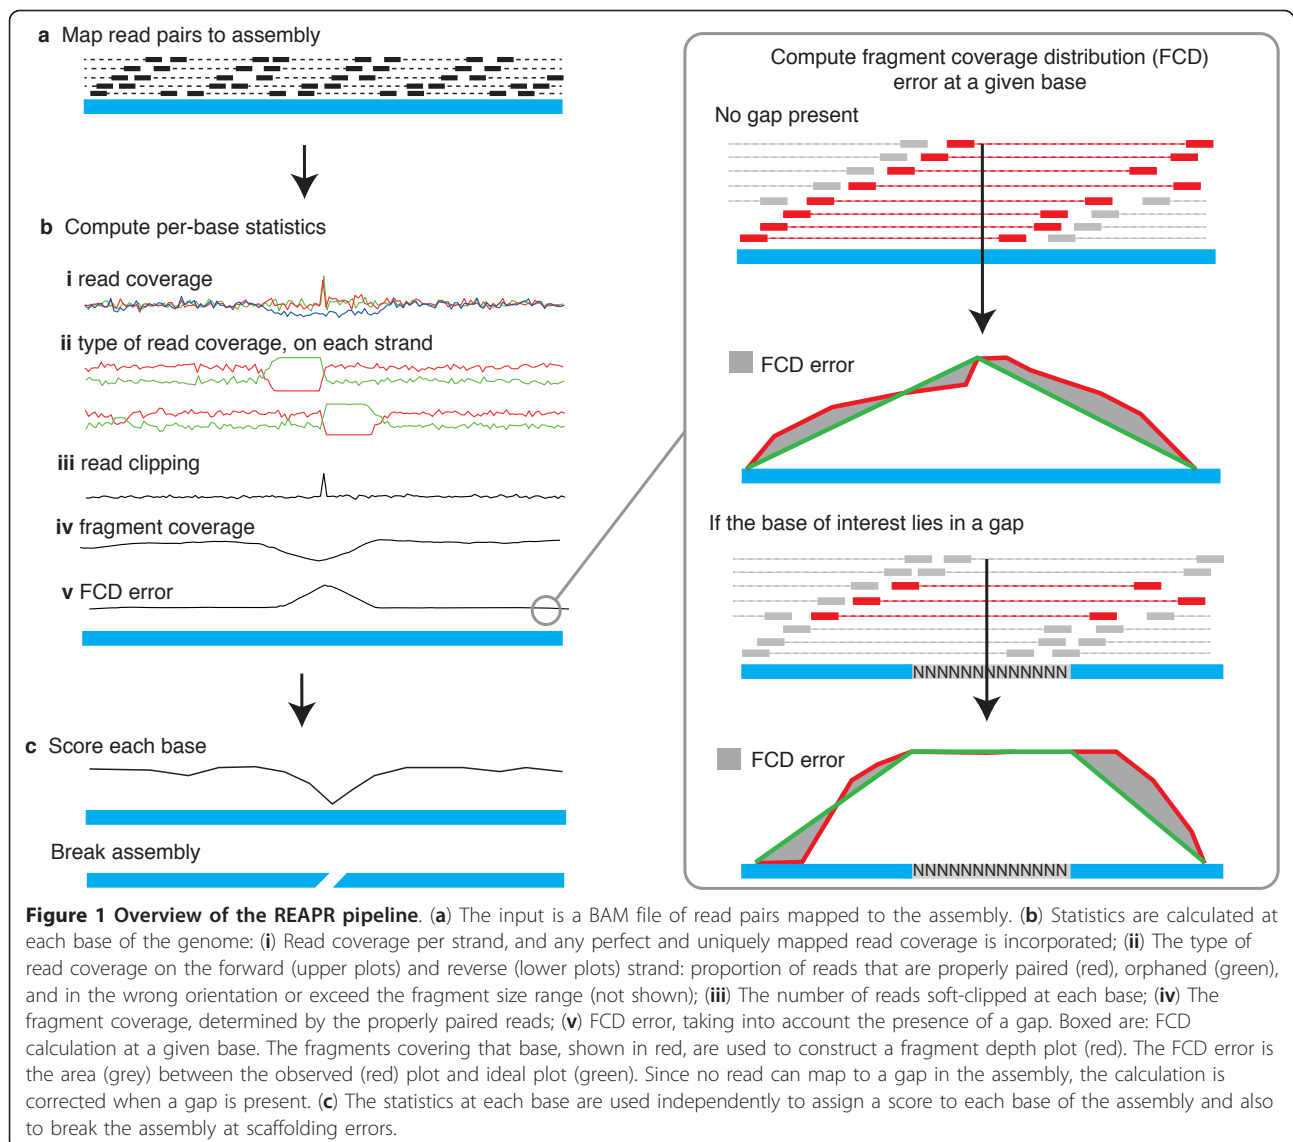 a Map read pairs to assembly
b Compute per-base statistics
i read coverage
ii type of read coverage, on each strand
iii read clipping
iv fragment coverage
v FCD error
c Score each base
Break assembly
Compute fragment coverage distribution (FCD)
error at a given base
No gap present
FCD error
If the base of interest lies in a gap
NNNNNNNNNNNNNN
FCD error
NNNNNNNNNNNNNN
Figure 1 Overview of the REAPR pipeline. (a) The input is a BAM file of read pairs mapped to the assembly. (b) Statistics are calculated at
each base of the genome: (i) Read coverage per strand, and any perfect and uniquely mapped read coverage is incorporated; (ii) The type of
read coverage on the forward (upper plots) and reverse (lower plots) strand: proportion of reads that are properly paired (red), orphaned (green),
and in the wrong orientation or exceed the fragment size range (not shown); (iii) The number of reads soft-clipped at each base; (iv) The
fragment coverage, determined by the properly paired reads; (v) FCD error, taking into account the presence of a gap. Boxed are: FCD
calculation at a given base. The fragments covering that base, shown in red, are used to construct a fragment depth plot (red). The FCD error is
the area (grey) between the observed (red) plot and ideal plot (green). Since no read can map to a gap in the assembly, the calculation is
corrected when a gap is present. (c) The statistics at each base are used independently to assign a score to each base of the assembly and also
to break the assembly at scaffolding errors.